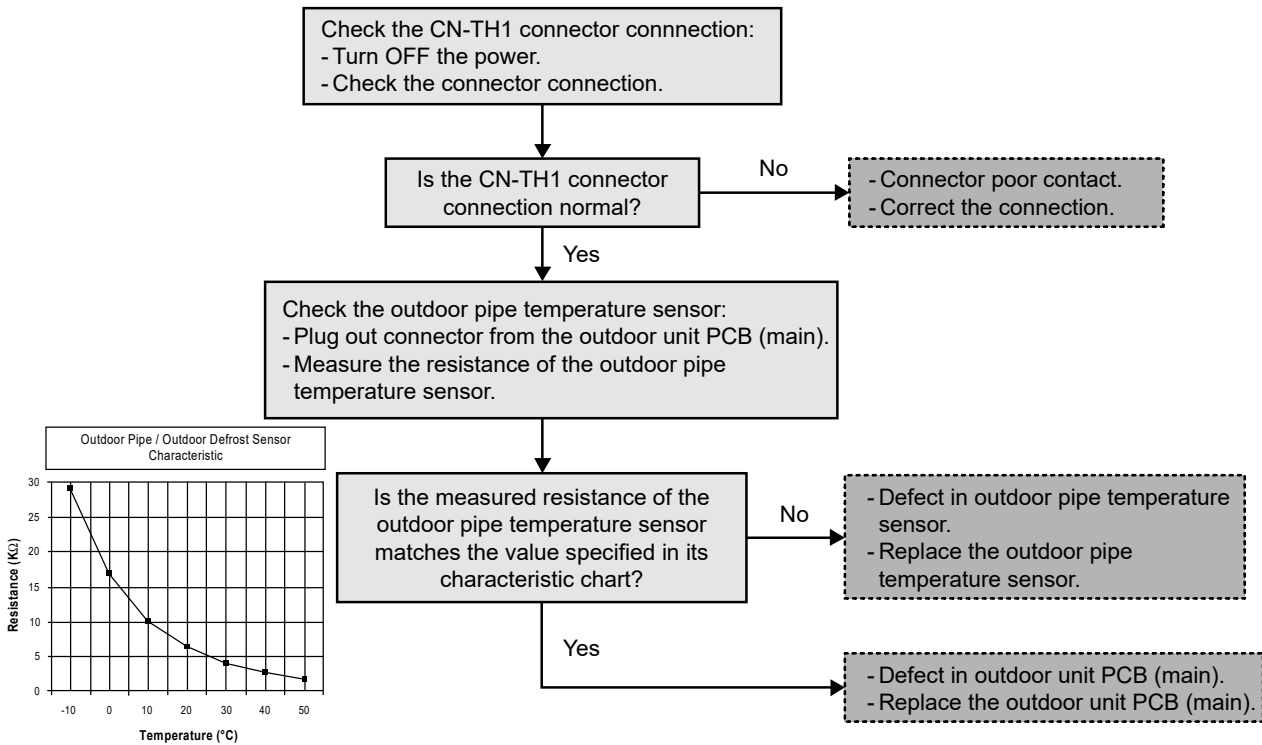 Check the CN-TH1 connector connnection:
- Turn OFF the power.
- Check the connector connection.
Is the CN-TH1 connector
connection normal?
No
- Connector poor contact.
- Correct the connection.
Yes
Check the outdoor pipe temperature sensor:
- Plug out connector from the outdoor unit PCB (main).
- Measure the resistance of the outdoor pipe
temperature sensor.
Outdoor Pipe / Outdoor Defrost Sensor
Characteristic
30
25
20
15
10
5
0
Resistance (KΩ)
-10 0 10 20 30 40 50
Temperature (°C)
Is the measured resistance of the
outdoor pipe temperature sensor
matches the value specified in its
characteristic chart?
No
- Defect in outdoor pipe temperature
sensor.
- Replace the outdoor pipe
temperature sensor.
Yes
- Defect in outdoor unit PCB (main).
- Replace the outdoor unit PCB (main).